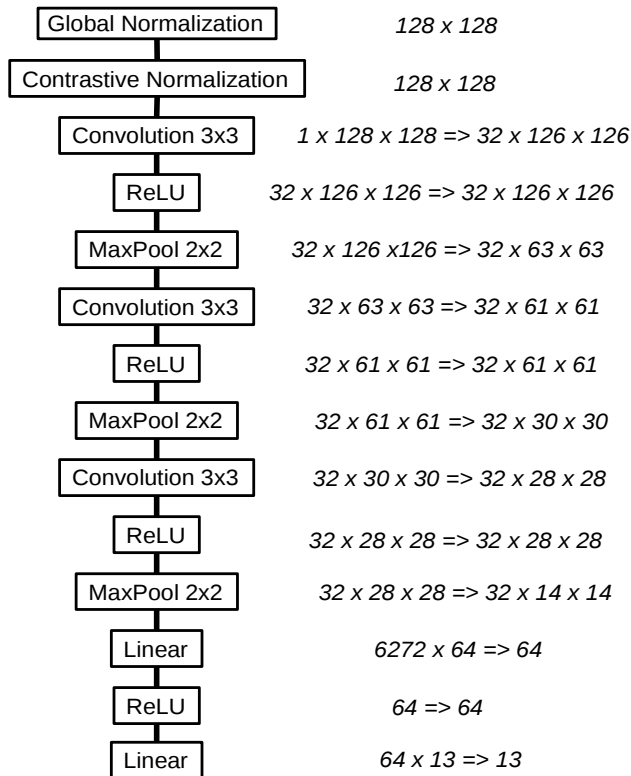 Global Normalization 128 x 128
Contrastive Normalization 128 x 128
Convolution 3x3 1 x 128 x 128 => 32 x 126 x 126
ReLU 32 x 126 x 126 => 32 x 126 x 126
MaxPool 2x2 32 x 126 x126 => 32 x 63 x 63
Convolution 3x3 32 x 63 x 63 => 32 x 61 x 61
ReLU 32 x 61 x 61 => 32 x 61 x 61
MaxPool 2x2 32 x 61 x 61 => 32 x 30 x 30
Convolution 3x3 32 x 30 x 30 => 32 x 28 x 28
ReLU 32 x 28 x 28 => 32 x 28 x 28
MaxPool 2x2 32 x 28 x 28 => 32 x 14 x 14
Linear 6272 x 64 => 64
ReLU 64 => 64
Linear 64 x 13 => 13